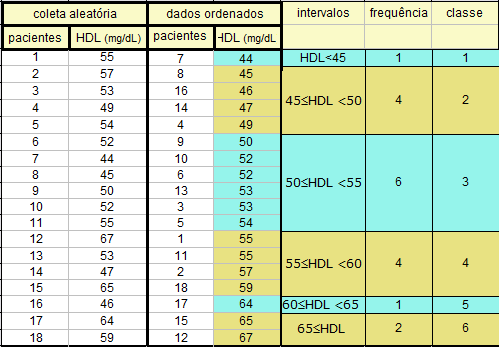 coleta aleatória dados ordenados intervalos frequência classe
pacientes HDL (mg/dL) pacientes HDL (mg/dL
1 55 7 44 HDL<45 1 1
2 57 8 45
3 53 16 46
45≤HDL <50 4 2
4 49 14 47
5 54 4 49
6 52 9 50
7 44 10 52
8 45 6 52
50≤HDL <55 6 3
9 50 13 53
10 52 3 53
11 55 5 54
12 67 1 55
13 53 11 55
55≤HDL <60 4 4
14 47 2 57
15 65 18 59
16 46 17 64 60≤HDL <65 1 5
17 64 15 65
65≤HDL 2 6
18 59 12 67